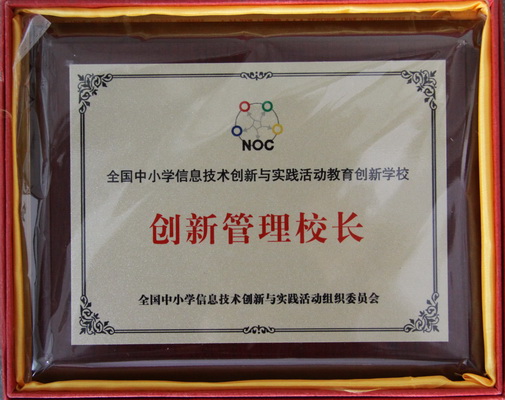 NOC
全国中小学信息技术创新与实践活动教育创新学校
创新管理校长
全国中小学信息技术创新与实践活动组织委员会